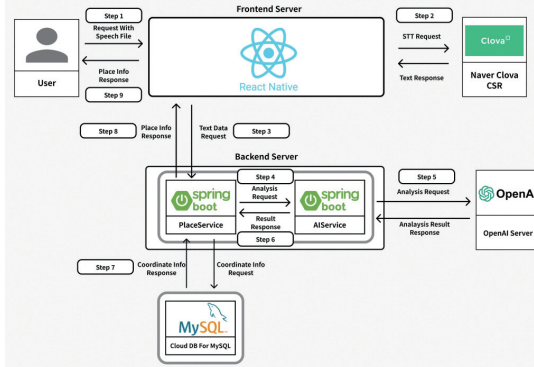 Step 1
Request With
Speech File
Place Info
Response
Step 9
User
Frontend Server
React Native
Step 2
STT Request
Text Response
Clova
Naver Clova
CSR
Step 8
Place Info
Response
Text Data
Request
Step 3
Backend Server
spring
boot
PlaceService
Step 4
Analysis
Request
Result
Response
Step 6
spring
boot
AIService
Step 5
Analysis Request
Analaysis Result
Response
OpenA
OpenAI Server
Step 7
Coordinate Info
Response
Coordinate Info
Request
MySQL
Cloud DB For MySQL